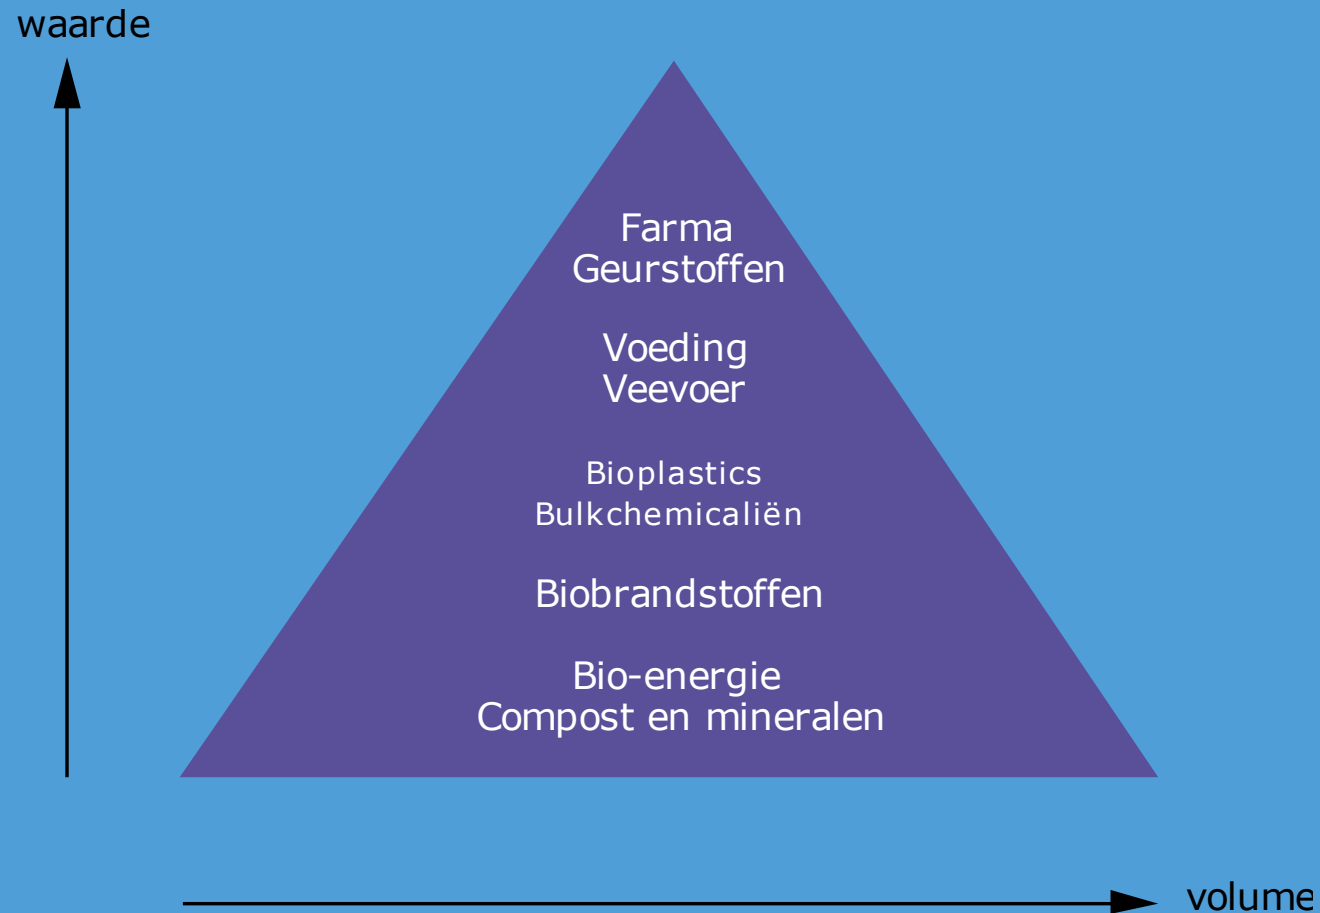 waarde
Farma
Geurstoffen
Voeding
Veevoer
Bioplastics
Bulkchemicaliën
Biobrandstoffen
Bio-energie
Compost en mineralen
volume